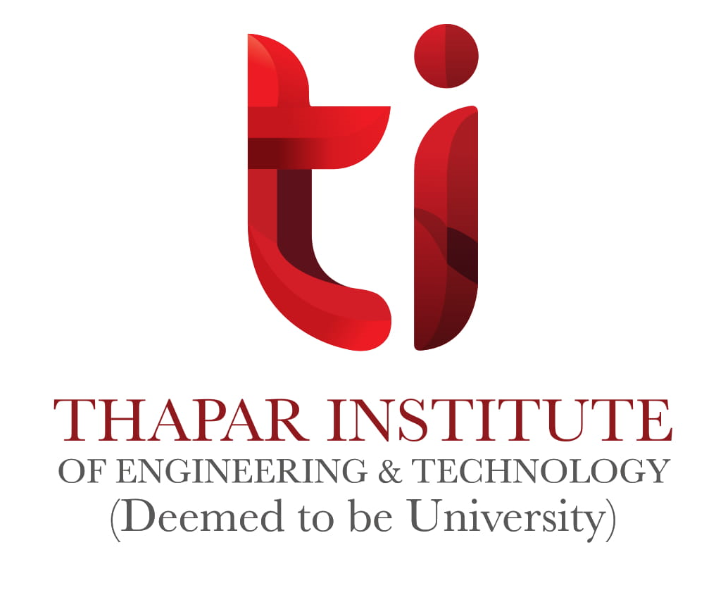 ti
THAPAR INSTITUTE
OF ENGINEERING & TECHNOLOGY
(Deemed to be University)